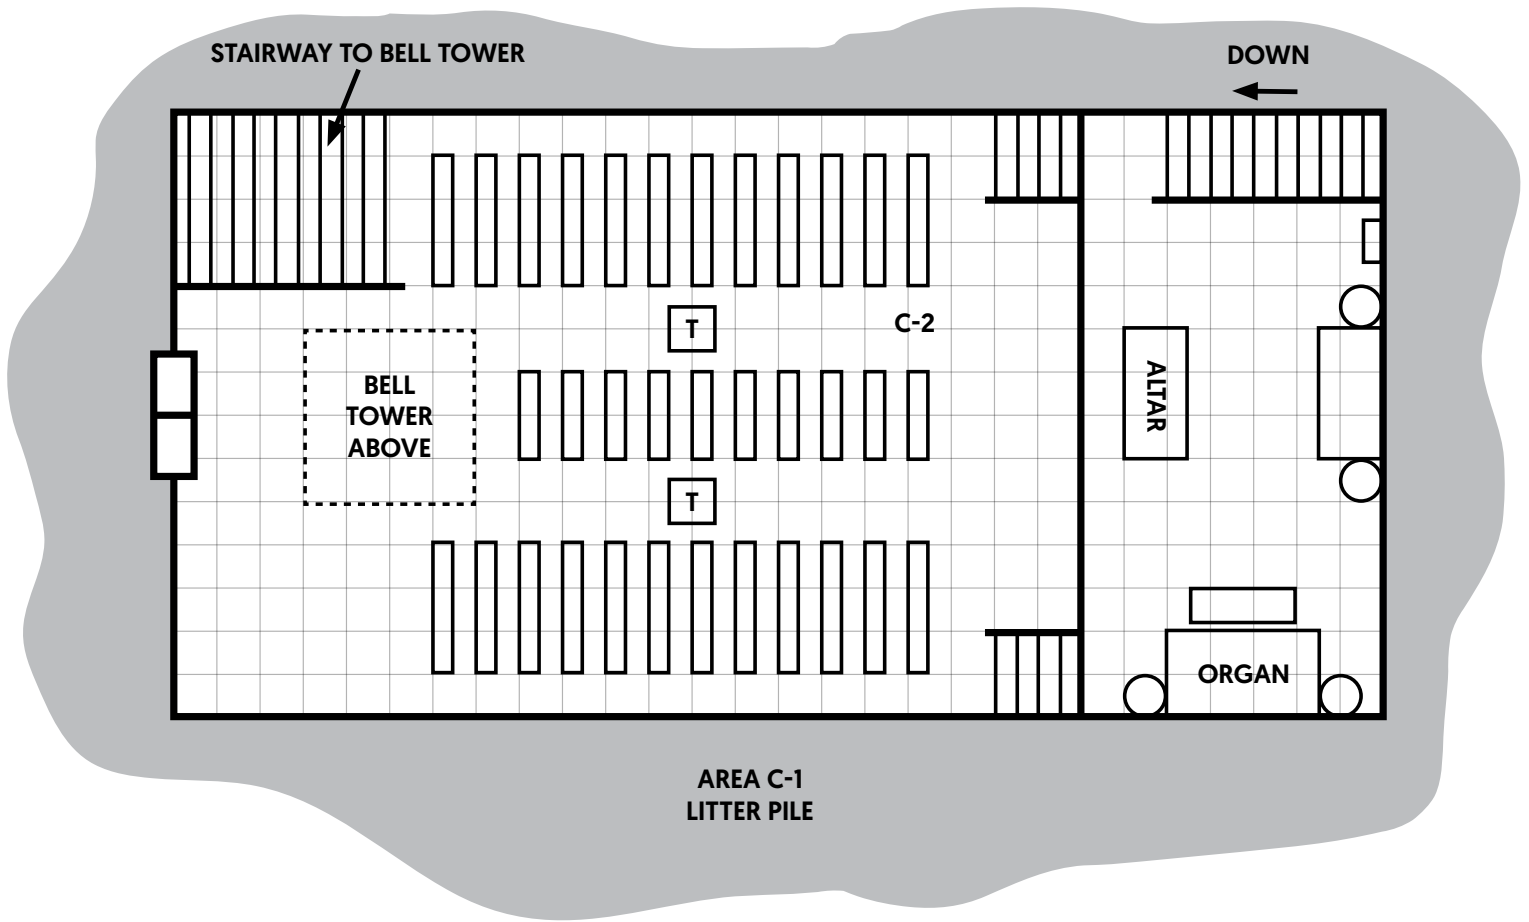 STAIRWAY TO BELL TOWER
DOWN
T
C-2
BELL
TOWER
ABOVE
ALTAR
T
ORGAN
AREA C-1
LITTER PILE